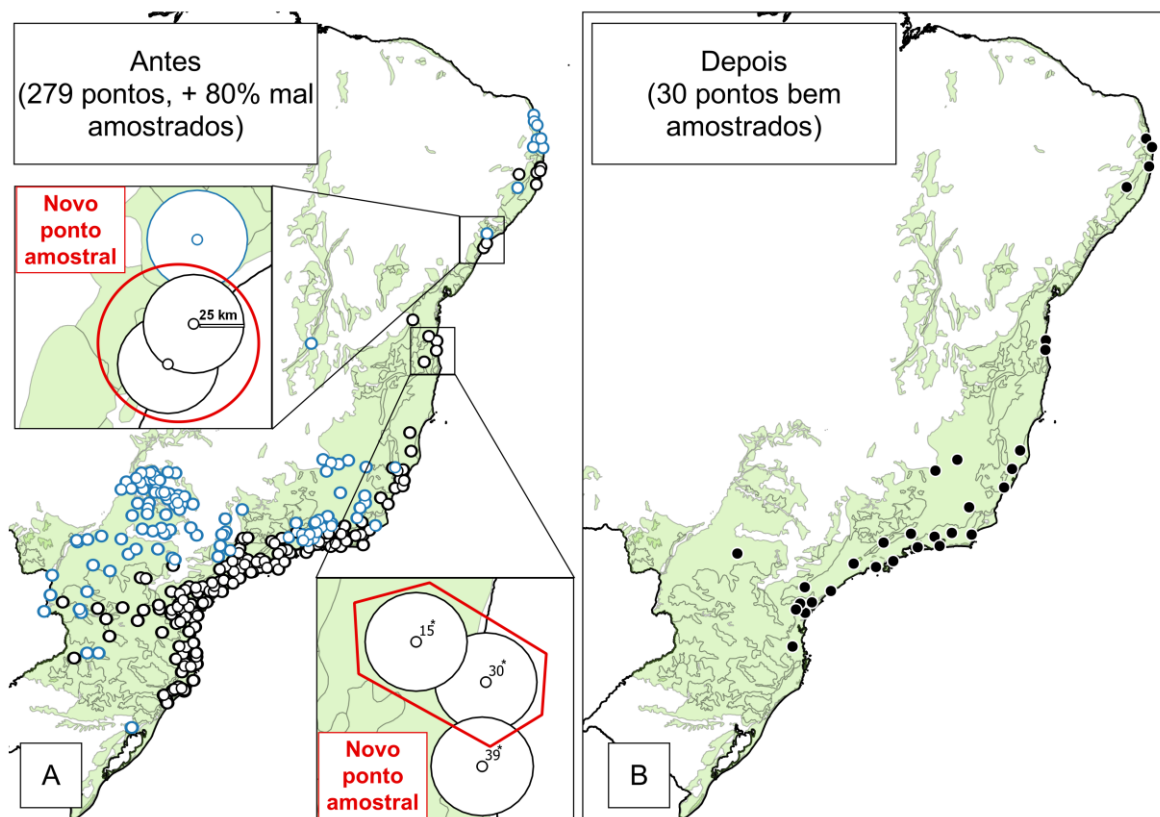 Antes
(279 pontos, + 80% mal
amostrados)
Novo
ponto
amostral
25 km
15*
30*
39*
Novo
ponto
amostral
A
Depois
(30 pontos bem
amostrados)
B